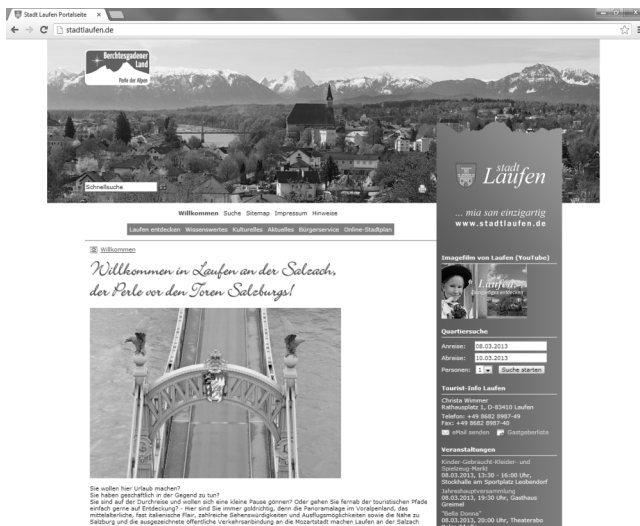 Stadt Laufen Portalseite
stadtlaufen.de
Berchtesgadener
Land
Perle der Alpen
Schnellsuche
stadt
Laufen
... mia san einzigartig
www.stadtlaufen.de
Willkommen Suche Sitemap Impressum Hinweise
Laufen entdecken Wissenswertes Kulturelles Aktuelles Bürgerservice Online-Stadtplan
Willkommen
Willkommen in Laufen an der Salzach,
der Perle vor den Toren Salzburgs!
Sie wollen hier Urlaub machen?
Sie haben geschäftlich in der Gegend zu tun?
Sie sind auf der Durchreise und wollen sich eine kleine Pause gönnen? Oder gehen Sie fernab der touristischen Pfade
einfach gerne auf Entdeckung? - Hier sind Sie immer goldrichtig, denn die Panoramalage im Voralpenland, das
mittelalterliche, fast italienische Flair, zahlreiche Sehenswürdigkeiten und Ausflugsmöglichkeiten sowie die Nähe zu
Salzburg und die ausgezeichnete öffentliche Verkehrsanbindung an die Mozartstadt machen Laufen an der Salzach
Imagefilm von Laufen (YouTube)
Laufen
Quartiersuche
Anreise: 08.03.2013
Abreise: 10.03.2013
Personen: 1 Suche starten
Tourist-Info Laufen
Christa Wimmer
Rathausplatz 1, D-83410 Laufen
Telefon: +49 8682 8987-49
Fax: +49 8682 8987-40
eMail senden Gastgeberliste
Veranstaltungen
Kinder-Gebraucht-Kleider- und
Spielzeug-Markt
08.03.2013, 13:30 - 16:00 Uhr,
Stockhalle am Sportplatz Leobendorf
Jahreshauptversammlung
08.03.2013, 19:30 Uhr, Gasthaus
Greimel
"Bella Donna"
08.03.2013, 20:00 Uhr, Theaterabo